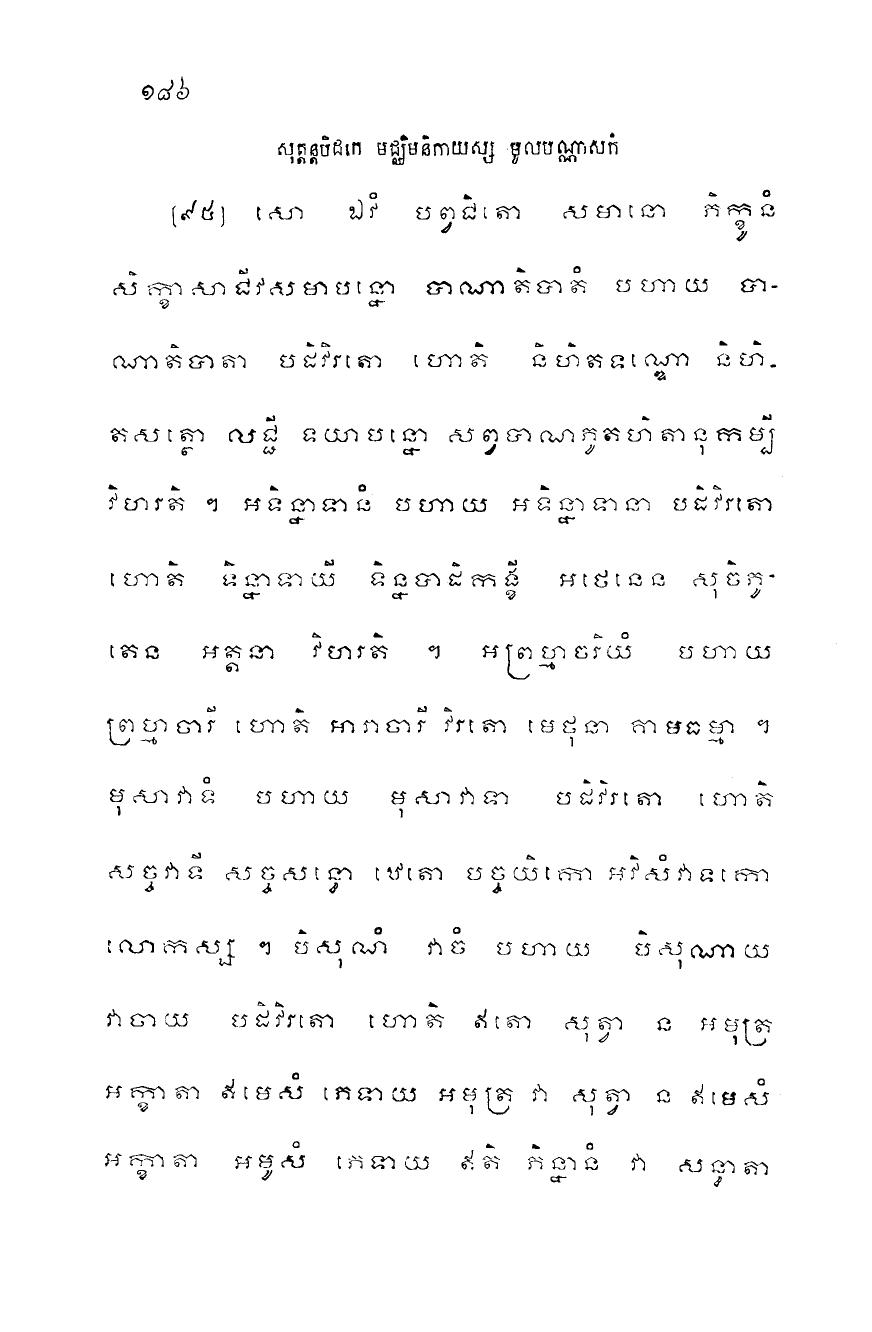 ១៨៦
សុត្តន្តបិដកេ មជ្ឈិមនិកាយស្ស មូលបណ្ណាសកំ
[៩៥] សោ ឯវំ បព្វជិតោ សមានោ ភិក្ខូនំ
សិក្ខាសាជីវសមាបន្នោ បាណាតិបាតំ បហាយ បា-
ណាតិបាតា បដិវិរតោ ហោតិ និហិតទណ្ឌោ និហិ-
តសត្ថោ លជ្ជី ទយាបន្នោ សព្វបាណភូតហិតានុកម្បី
វិហរតិ ។ អទិន្នាទានំ បហាយ អទិន្នាទានា បដិវិរតោ
ហោតិ ទិន្នាទាយី ទិន្នបាដិកង្ខី អថេនេន សុចិភូ-
តេន អត្តនា វិហរតិ ។ អព្រហ្មចរិយំ បហាយ
ព្រហ្មចារី ហោតិ អារាចារី វិរតោ មេថុនា គាមធម្មា ។
មុសាវាទំ បហាយ មុសាវាទា បដិវិរតោ ហោតិ
សច្ចវាទី សច្ចសន្ធោ ឋេតោ បច្ចយិកោ អវិសំវាទកោ
លោកស្ស ។ បិសុណំ វាចំ បហាយ បិសុណាយ
វាចាយ បដិវិរតោ ហោតិ ឥតោ សុត្វា ន អមុត្រ
អក្ខាតា ឥមេសំ ភេទាយ អមុត្រ វា សុត្វា ន ឥមេសំ
អក្ខាតា អមូសំ ភេទាយ ឥតិ ភិន្នានំ វា សន្ធាតា